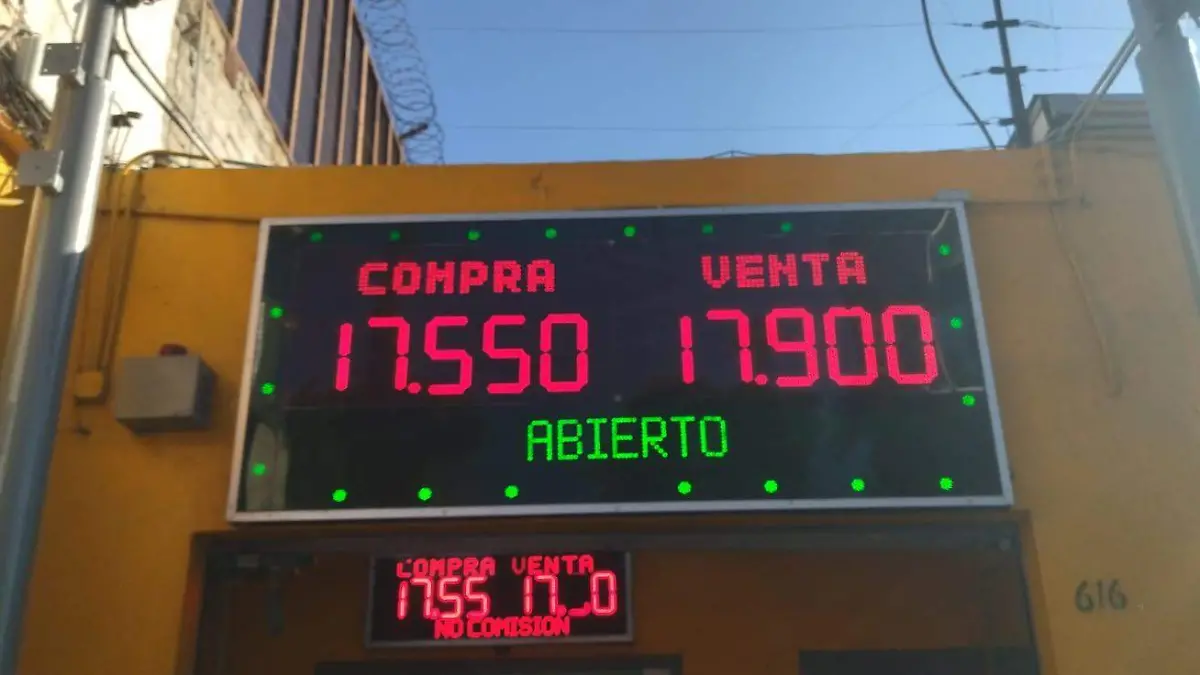 COMPRA VENTA
17.550 17.900
ABIERTO
COMPRA VENTA
17.55
NO COMISION
616